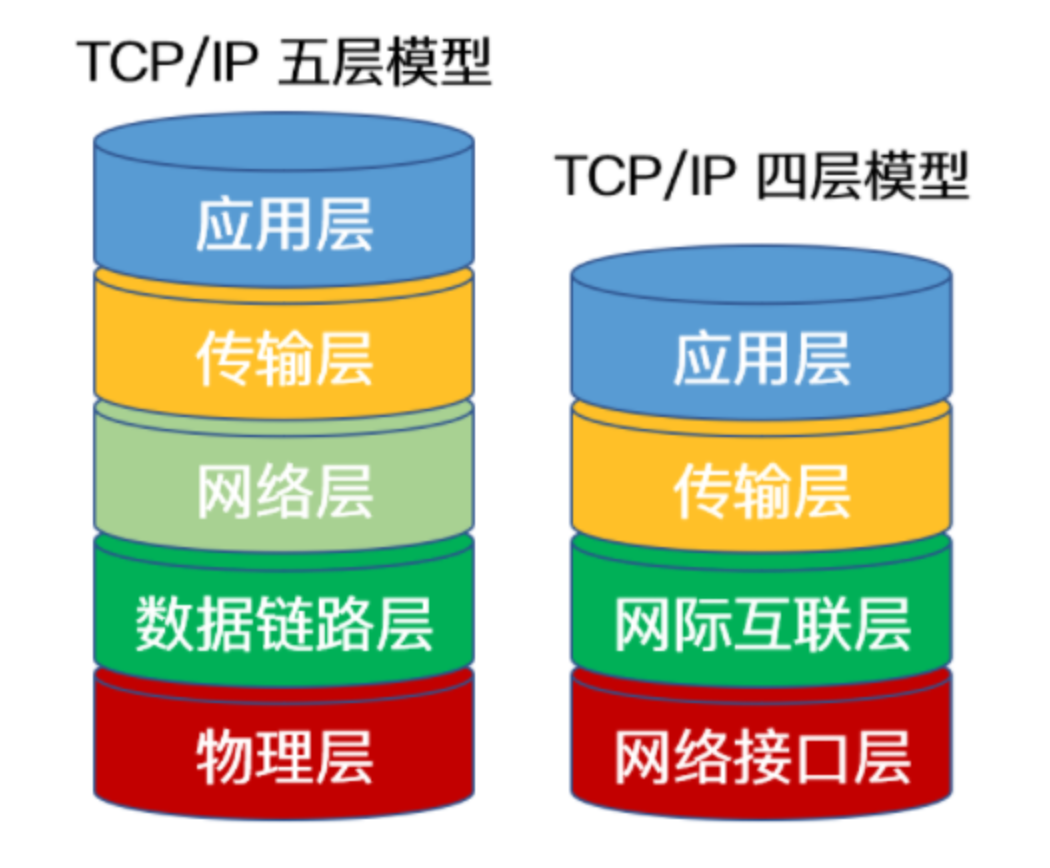 TCP/IP 五层模型
应用层
传输层
网络层
数据链路层
物理层
TCP/IP 四层模型
应用层
传输层
网际互联层
网络接口层